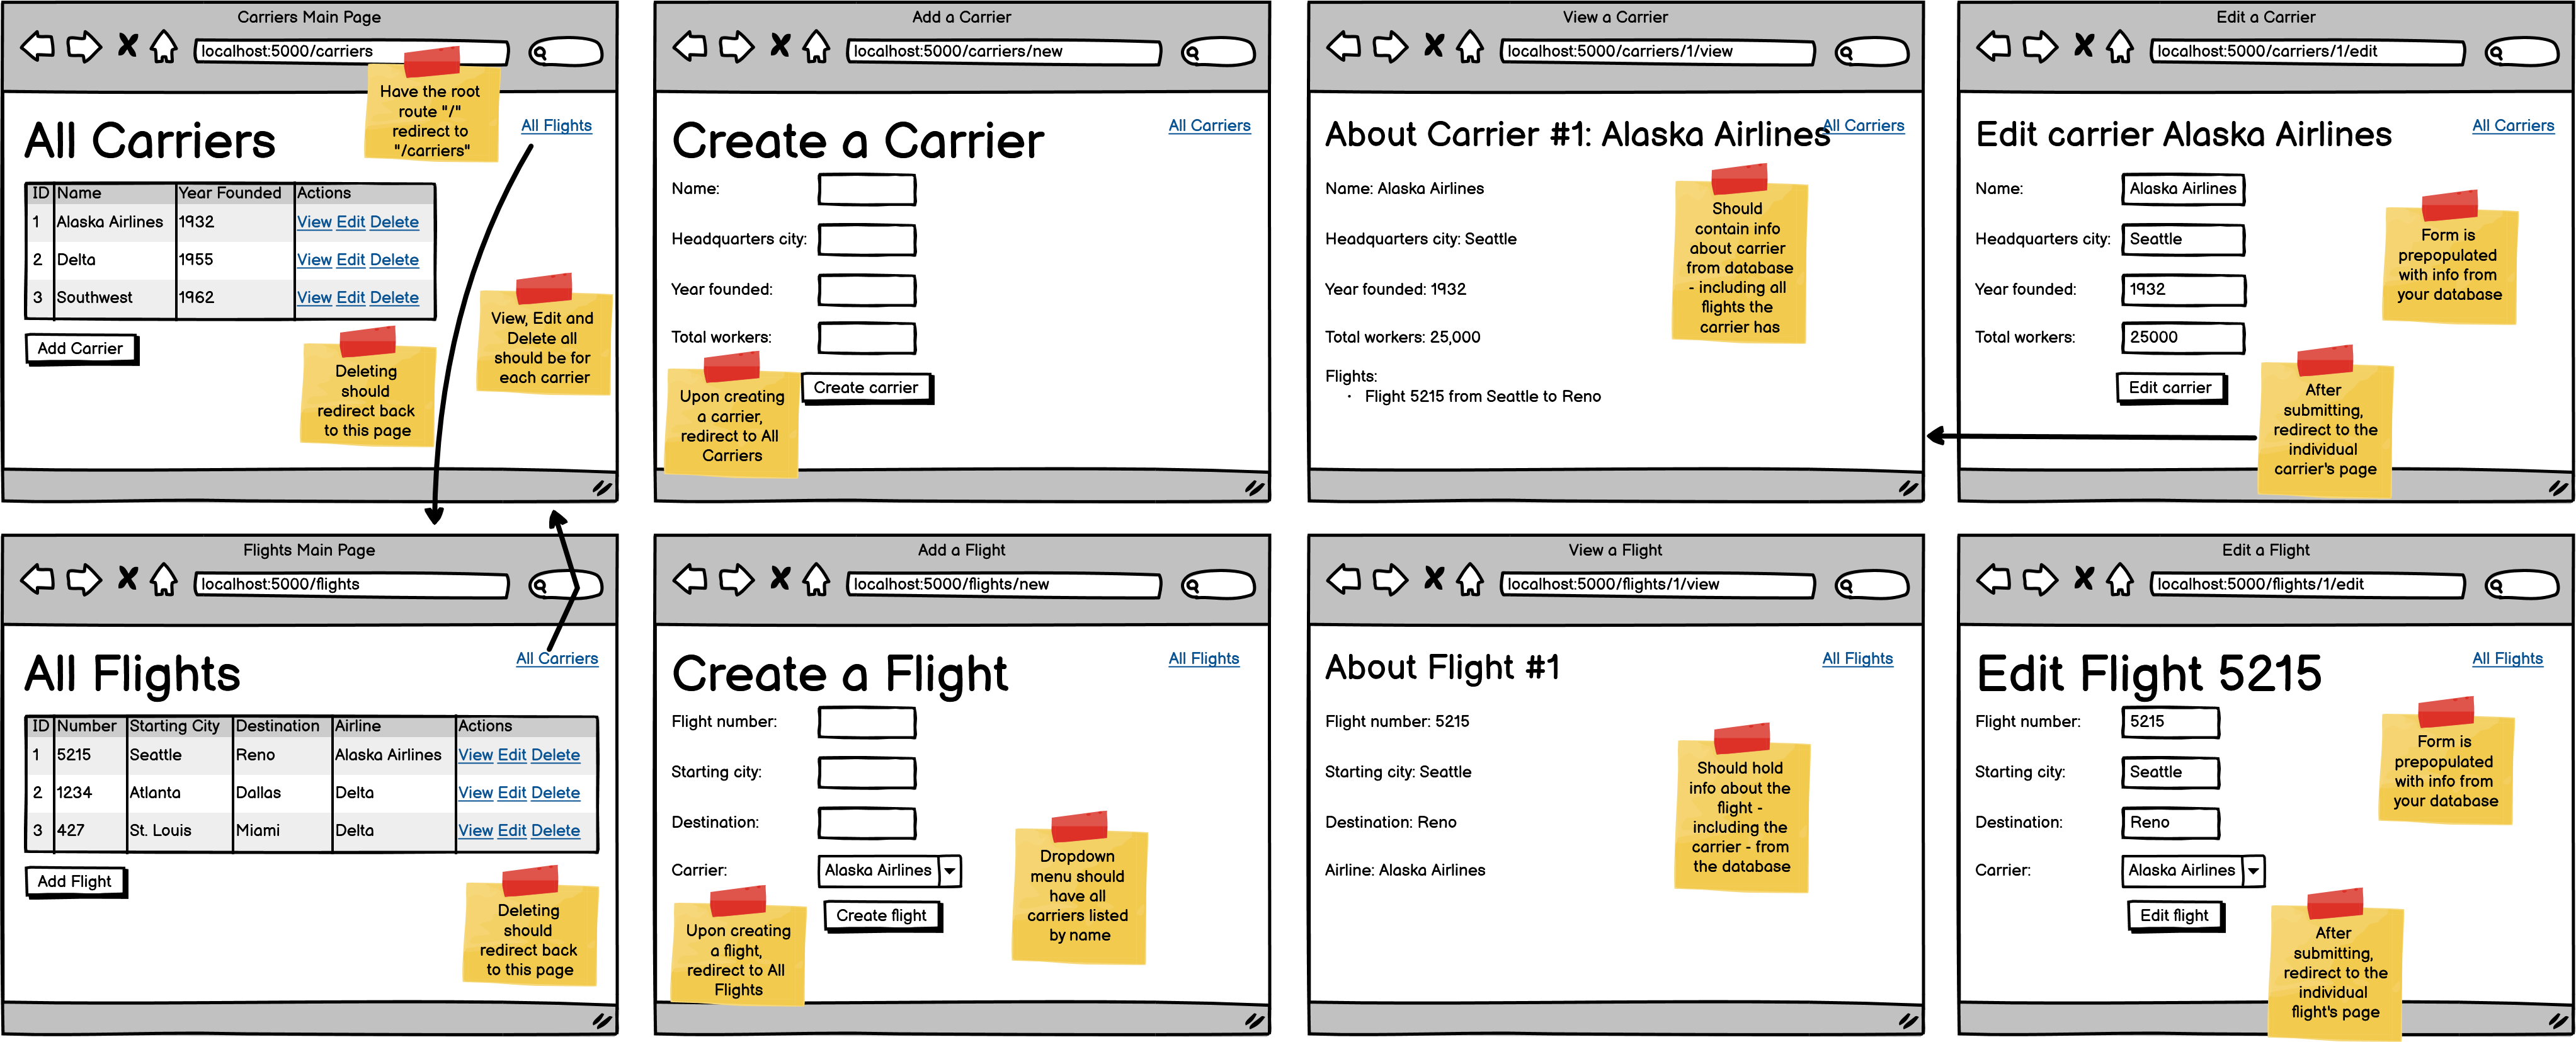 Carriers Main Page
localhost:5000/carriers
Have the root
route "/"
redirect to
"/carriers"
All Flights
All Carriers
ID Name Year Founded Actions
1 Alaska Airlines 1932 View Edit Delete
2 Delta 1955 View Edit Delete
3 Southwest 1962 View Edit Delete
Add Carrier
View, Edit and
Delete all
should be for
each carrier
Deleting
should
redirect back
to this page
Add a Carrier
localhost:5000/carriers/new
All Carriers
Create a Carrier
Name:
Headquarters city:
Year founded:
Total workers:
Create carrier
Upon creating
a carrier,
redirect to All
Carriers
View a Carrier
localhost:5000/carriers/1/view
About Carrier #1: Alaska Airlines
All Carriers
Name: Alaska Airlines
Headquarters city: Seattle
Year founded: 1932
Total workers: 25,000
Flights:
· Flight 5215 from Seattle to Reno
Should
contain info
about carrier
from database
- including all
flights the
carrier has
Edit a Carrier
localhost:5000/carriers/1/edit
All Carriers
Edit carrier Alaska Airlines
Name: Alaska Airlines
Headquarters city: Seattle
Year founded: 1932
Total workers: 25000
Edit carrier
Form is
prepopulated
with info from
your database
After
submitting,
redirect to the
individual
carrier's page
Flights Main Page
localhost:5000/flights
All Carriers
All Flights
ID Number Starting City Destination Airline Actions
1 5215 Seattle Reno Alaska Airlines View Edit Delete
2 1234 Atlanta Dallas Delta View Edit Delete
3 427 St. Louis Miami Delta View Edit Delete
Add Flight
Deleting
should
redirect back
to this page
Add a Flight
localhost:5000/flights/new
All Flights
Create a Flight
Flight number:
Starting city:
Destination:
Carrier: Alaska Airlines
Create flight
Upon creating
a flight,
redirect to All
Flights
Dropdown
menu should
have all
carriers listed
by name
View a Flight
localhost:5000/flights/1/view
All Flights
About Flight #1
Flight number: 5215
Starting city: Seattle
Destination: Reno
Airline: Alaska Airlines
Should hold
info about the
flight -
including the
carrier - from
the database
Edit a Flight
localhost:5000/flights/1/edit
All Flights
Edit Flight 5215
Flight number: 5215
Starting city: Seattle
Destination: Reno
Carrier: Alaska Airlines
Edit flight
Form is
prepopulated
with info from
your database
After
submitting,
redirect to the
individual
flight's page